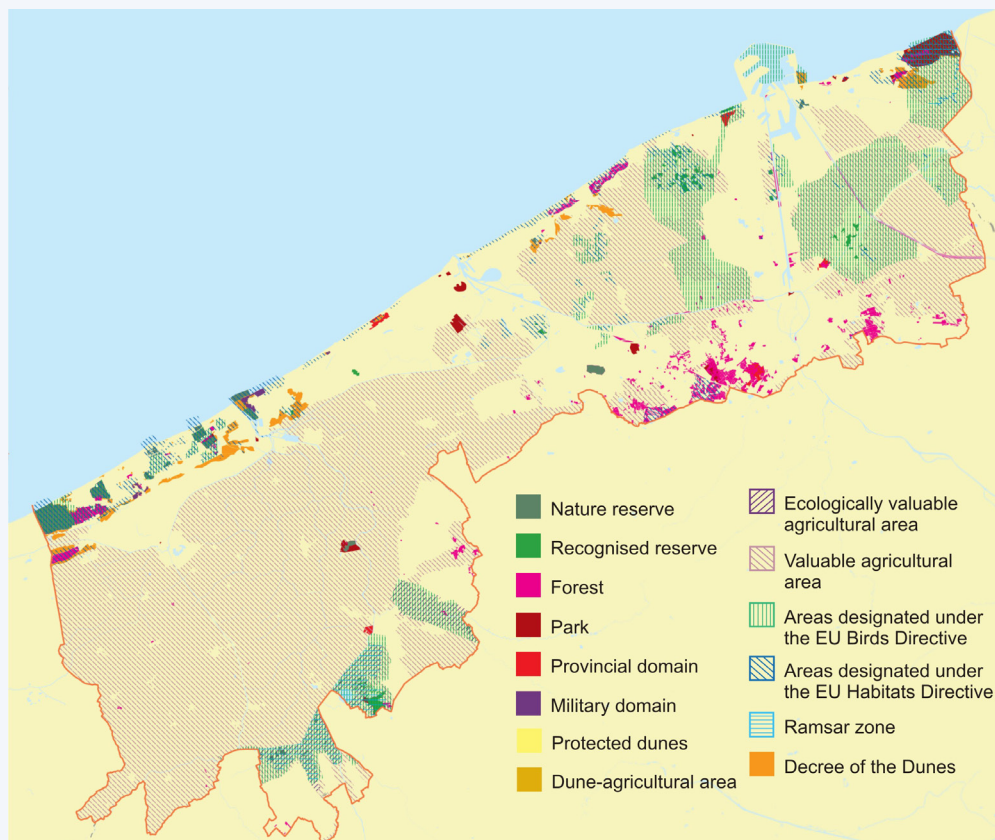 Nature reserve
Recognised reserve
Forest
Park
Provincial domain
Military domain
Protected dunes
Dune-agricultural area
Ecologically valuable
agricultural area
Valuable agricultural
area
Areas designated under
the EU Birds Directive
Areas designated under
the EU Habitats Directive
Ramsar zone
Decree of the Dunes